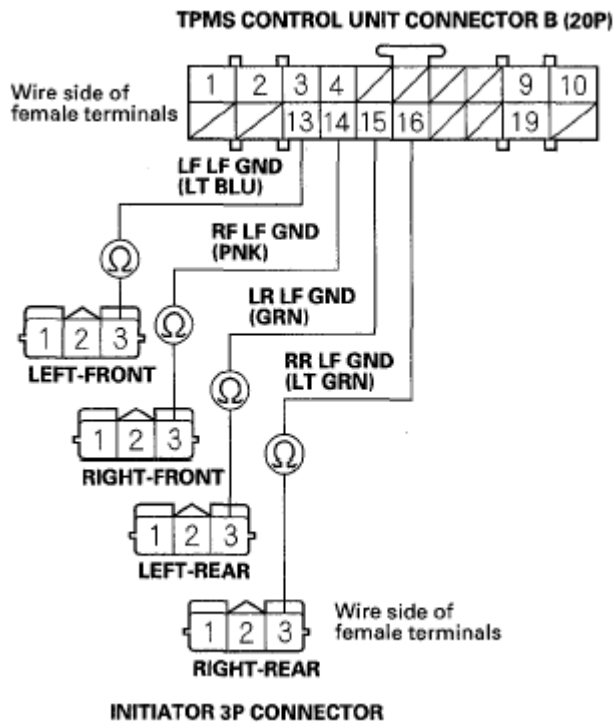 TPMS CONTROL UNIT CONNECTOR B (20P)
1 2 3 4 9 10
Wire side of
female terminals
13 14 15 16 19
LF LF GND
(LT BLU)
RF LF GND
(PNK)
Ω
LR LF GND
(GRN)
Ω
1 2 3
RR LF GND
(LT GRN)
LEFT-FRONT
Ω
1 2 3
Ω
RIGHT-FRONT
1 2 3
LEFT-REAR
1 2 3
Wire side of
female terminals
RIGHT-REAR
INITIATOR 3P CONNECTOR